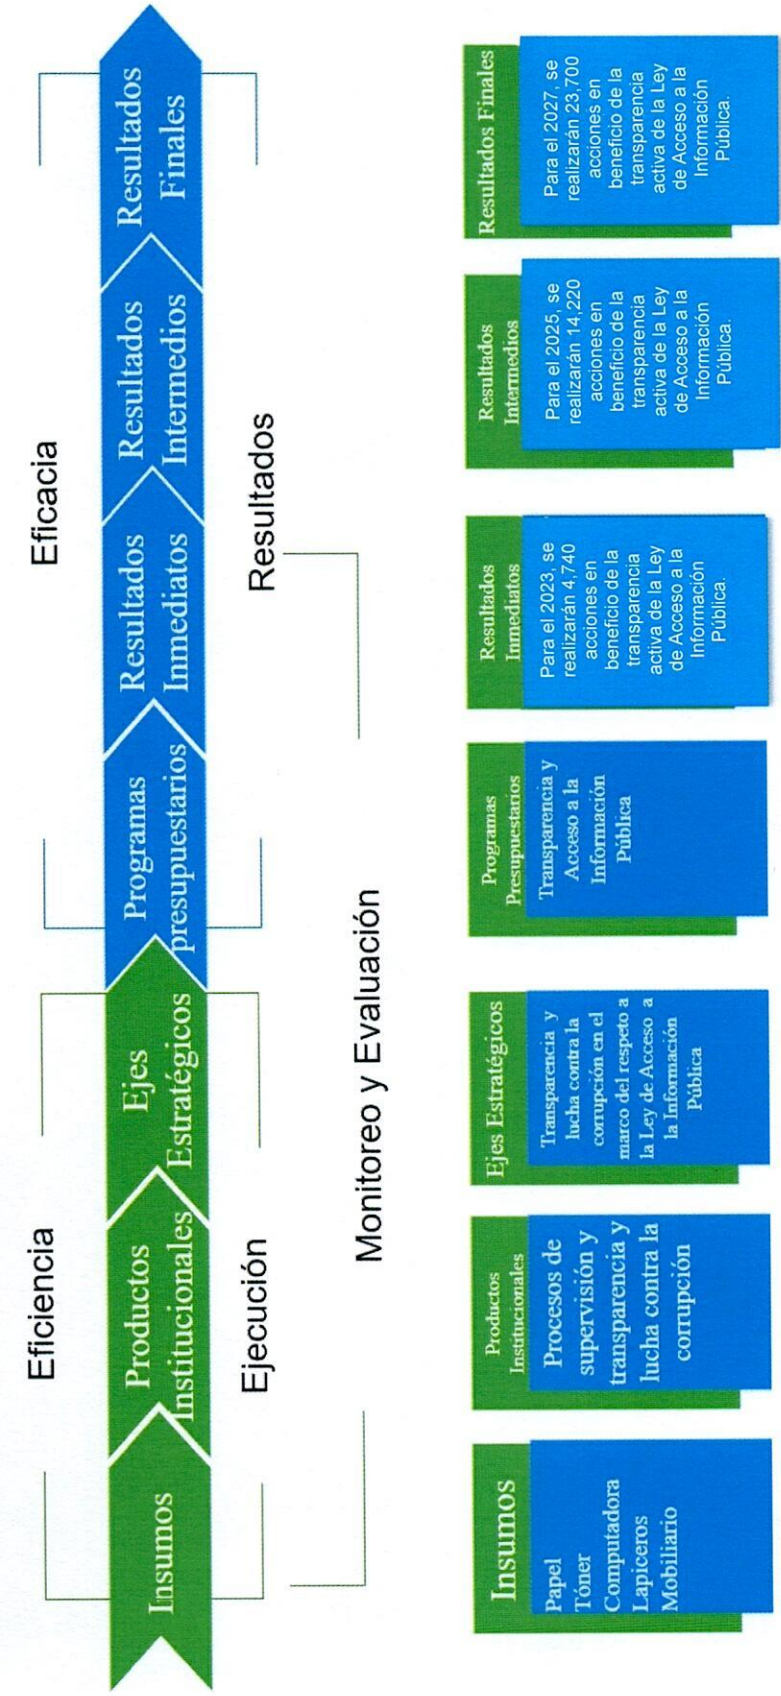 Eficiencia
Eficacia
Insumos
Productos
Institucionales
Ejes
Estratégicos
Programas
presupuestarios
Resultados
Inmediatos
Resultados
Intermedios
Resultados
Finales
Ejecución
Resultados
Monitoreo y Evaluación
Insumos
Papel
Tóner
Computadora
Lapiceros
Mobiliario
Productos
Institucionales
Procesos de
supervisión y
transparencia y
lucha contra la
corrupción
Ejes Estratégicos
Transparencia y
lucha contra la
corrupción en el
marco del respeto a
la Ley de Acceso a
la Información
Pública
Programas
Presupuestarios
Transparencia y
Acceso a la
Información
Pública
Resultados
Inmediatos
Para el 2023, se
realizarán 4,740
acciones en
beneficio de la
transparencia
activa de la Ley
de Acceso a la
Información
Pública.
Resultados
Intermedios
Para el 2025, se
realizarán 14,220
acciones en
beneficio de la
transparencia
activa de la Ley
de Acceso a la
Información
Pública.
Resultados Finales
Para el 2027, se
realizarán 23,700
acciones en
beneficio de la
transparencia
activa de la Ley
de Acceso a la
Información
Pública.